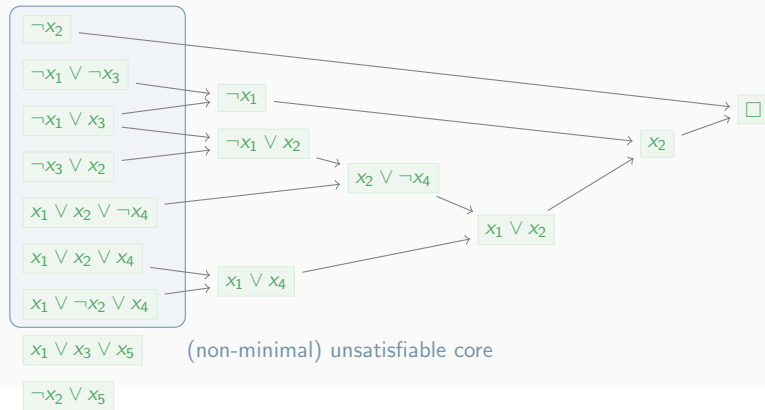 ¬x₂
¬x₁ ∨ ¬x₃
¬x₁
□
¬x₁ ∨ x₃
¬x₁ ∨ x₂
x₂
¬x₃ ∨ x₂
x₂ ∨ ¬x₄
x₁ ∨ x₂ ∨ ¬x₄
x₁ ∨ x₂
x₁ ∨ x₂ ∨ x₄
x₁ ∨ x₄
x₁ ∨ ¬x₂ ∨ x₄
x₁ ∨ x₃ ∨ x₅
(non-minimal) unsatisfiable core
¬x₂ ∨ x₅